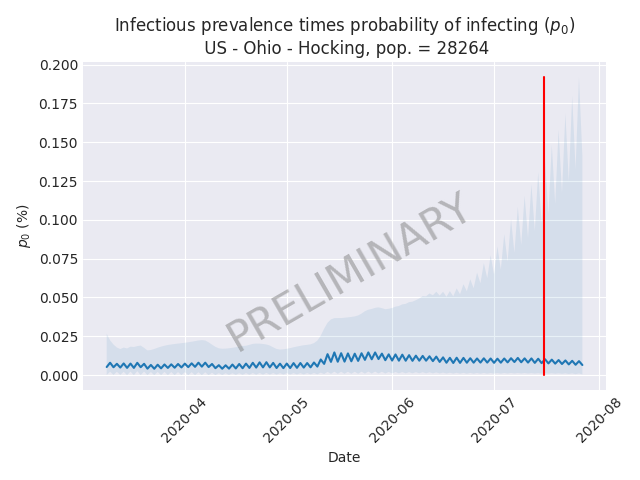 Infectious prevalence times probability of infecting (p₀)
US - Ohio - Hocking, pop. = 28264
0.200
0.175
0.150
0.125
0.100
0.075
0.050
0.025
0.000
p₀ (%)
PRELIMINARY
2020-04
2020-05
2020-06
2020-07
2020-08
Date